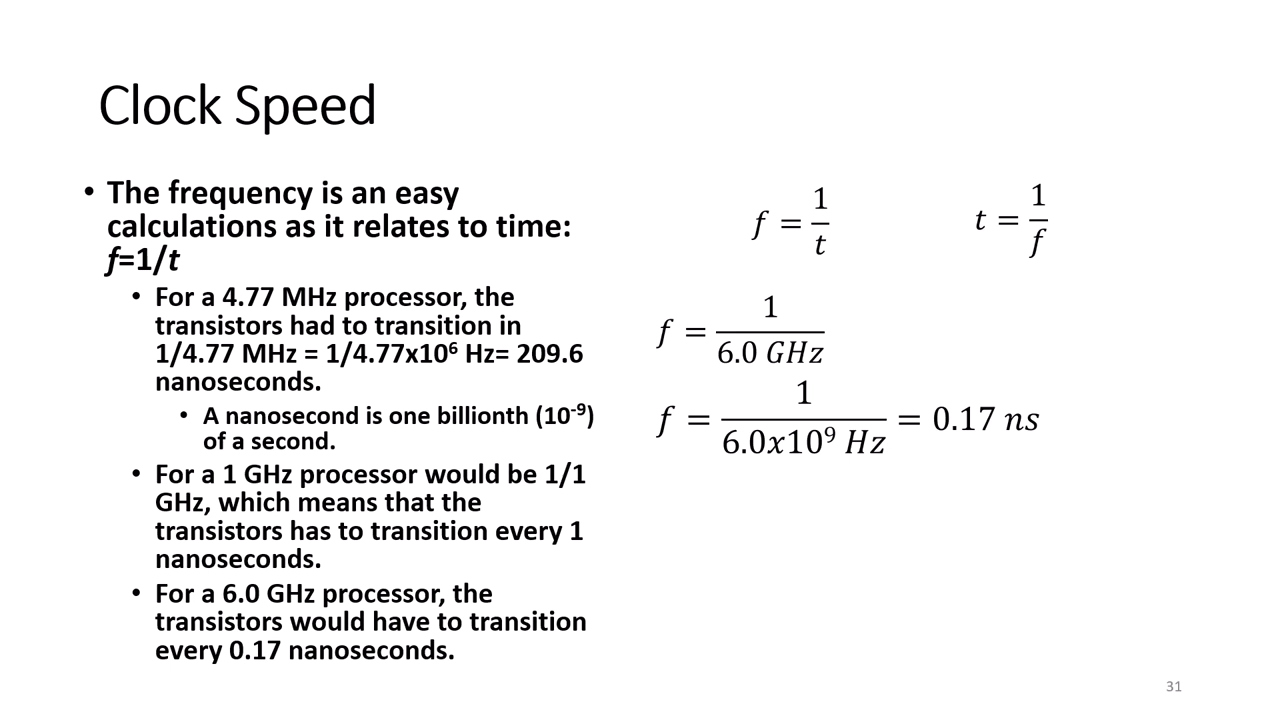 Clock Speed
• The frequency is an easy
calculations as it relates to time:
f=1/t
• For a 4.77 MHz processor, the
transistors had to transition in
1/4.77 MHz = 1/4.77x10⁶ Hz= 209.6
nanoseconds.
• A nanosecond is one billionth (10⁻⁹)
of a second.
• For a 1 GHz processor would be 1/1
GHz, which means that the
transistors has to transition every 1
nanoseconds.
• For a 6.0 GHz processor, the
transistors would have to transition
every 0.17 nanoseconds.
f = 1/t
t = 1/f
f = 1/6.0 GHz
f = 1/6.0x10⁹ Hz = 0.17 ns
31